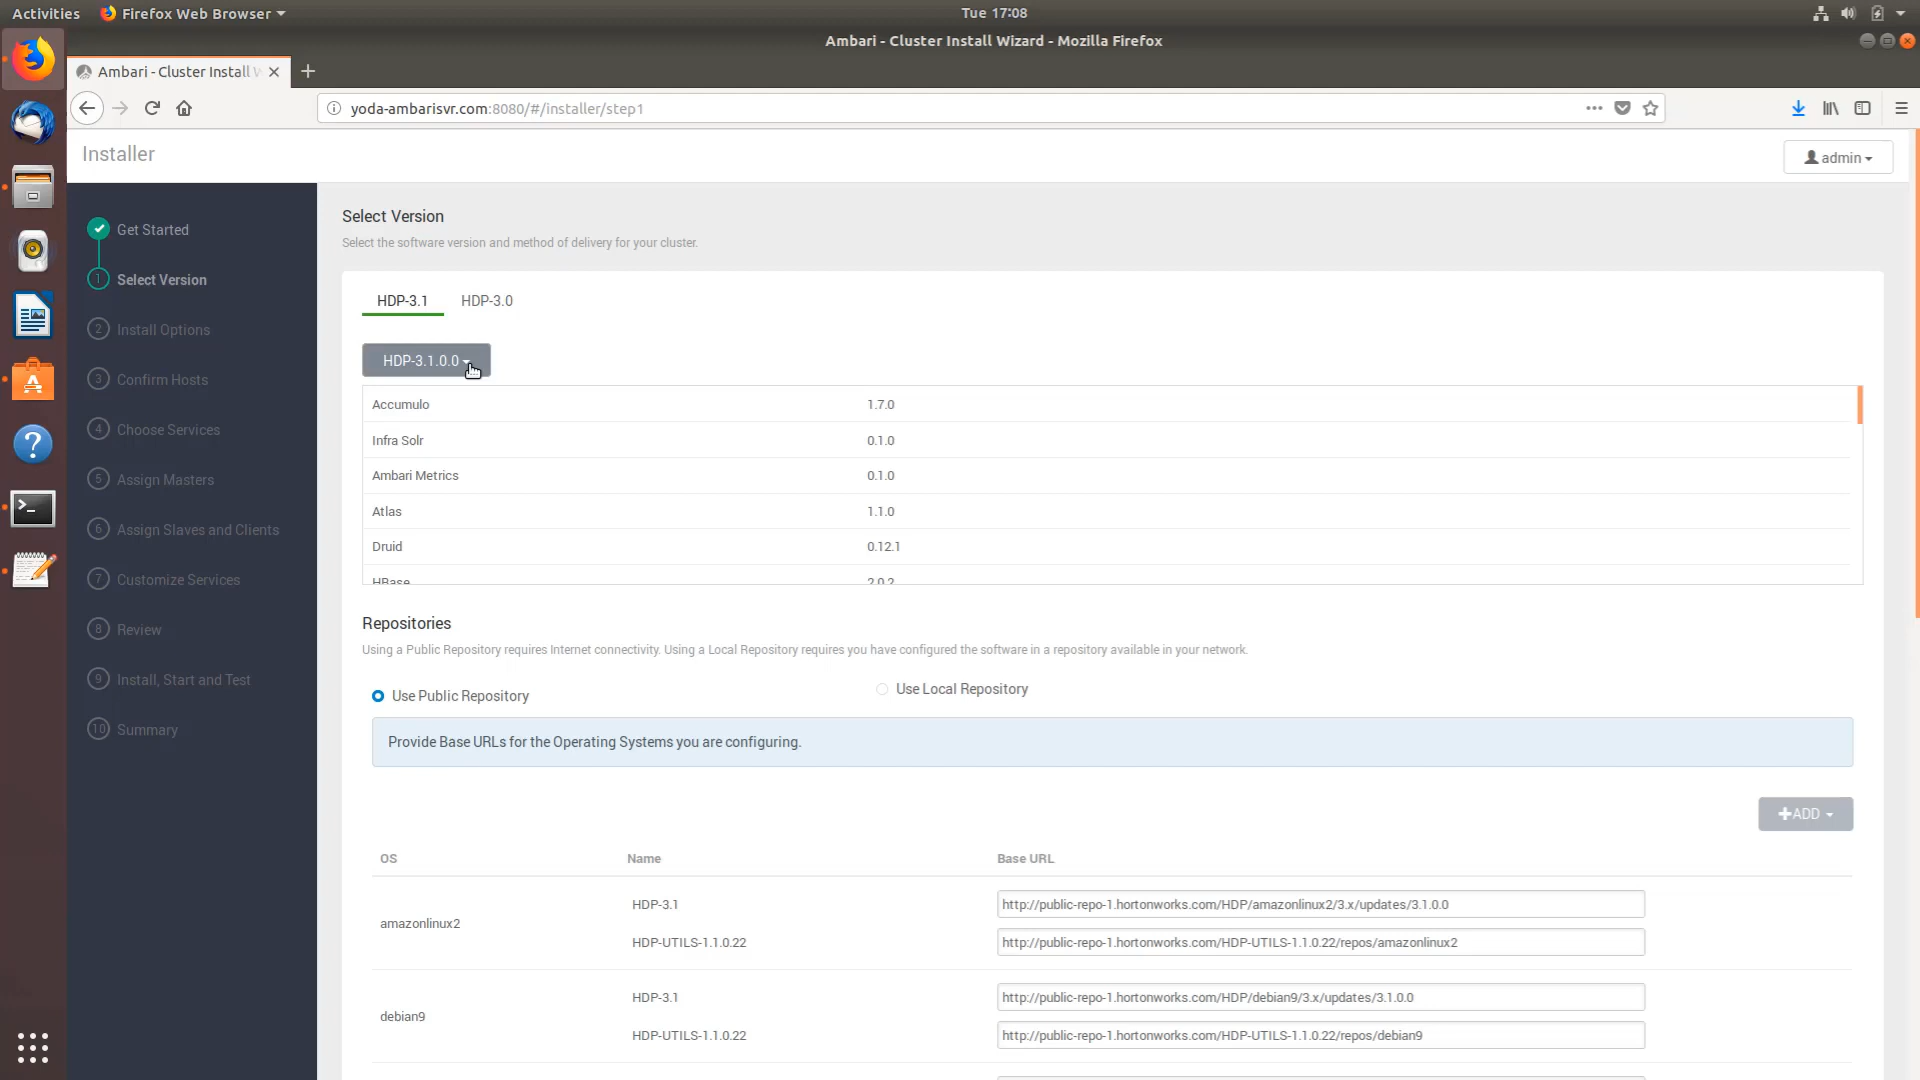 Activities
Firefox Web Browser
Tue 17:08
Ambari - Cluster Install Wizard - Mozilla Firefox
Ambari - Cluster Install W
yoda-ambarisvr.com:8080/#/installer/step1
Installer
admin
Get Started
1 Select Version
2 Install Options
3 Confirm Hosts
4 Choose Services
5 Assign Masters
6 Assign Slaves and Clients
7 Customize Services
8 Review
9 Install, Start and Test
10 Summary
Select Version
Select the software version and method of delivery for your cluster.
HDP-3.1 HDP-3.0
HDP-3.1.0.0
Accumulo 1.7.0
Infra Solr 0.1.0
Ambari Metrics 0.1.0
Atlas 1.1.0
Druid 0.12.1
HBase 2.0.2
Repositories
Using a Public Repository requires Internet connectivity. Using a Local Repository requires you have configured the software in a repository available in your network.
Use Public Repository
Use Local Repository
Provide Base URLs for the Operating Systems you are configuring.
ADD
OS Name Base URL
amazonlinux2
HDP-3.1 http://public-repo-1.hortonworks.com/HDP/amazonlinux2/3.x/updates/3.1.0.0
HDP-UTILS-1.1.0.22 http://public-repo-1.hortonworks.com/HDP-UTILS-1.1.0.22/repos/amazonlinux2
debian9
HDP-3.1 http://public-repo-1.hortonworks.com/HDP/debian9/3.x/updates/3.1.0.0
HDP-UTILS-1.1.0.22 http://public-repo-1.hortonworks.com/HDP-UTILS-1.1.0.22/repos/debian9